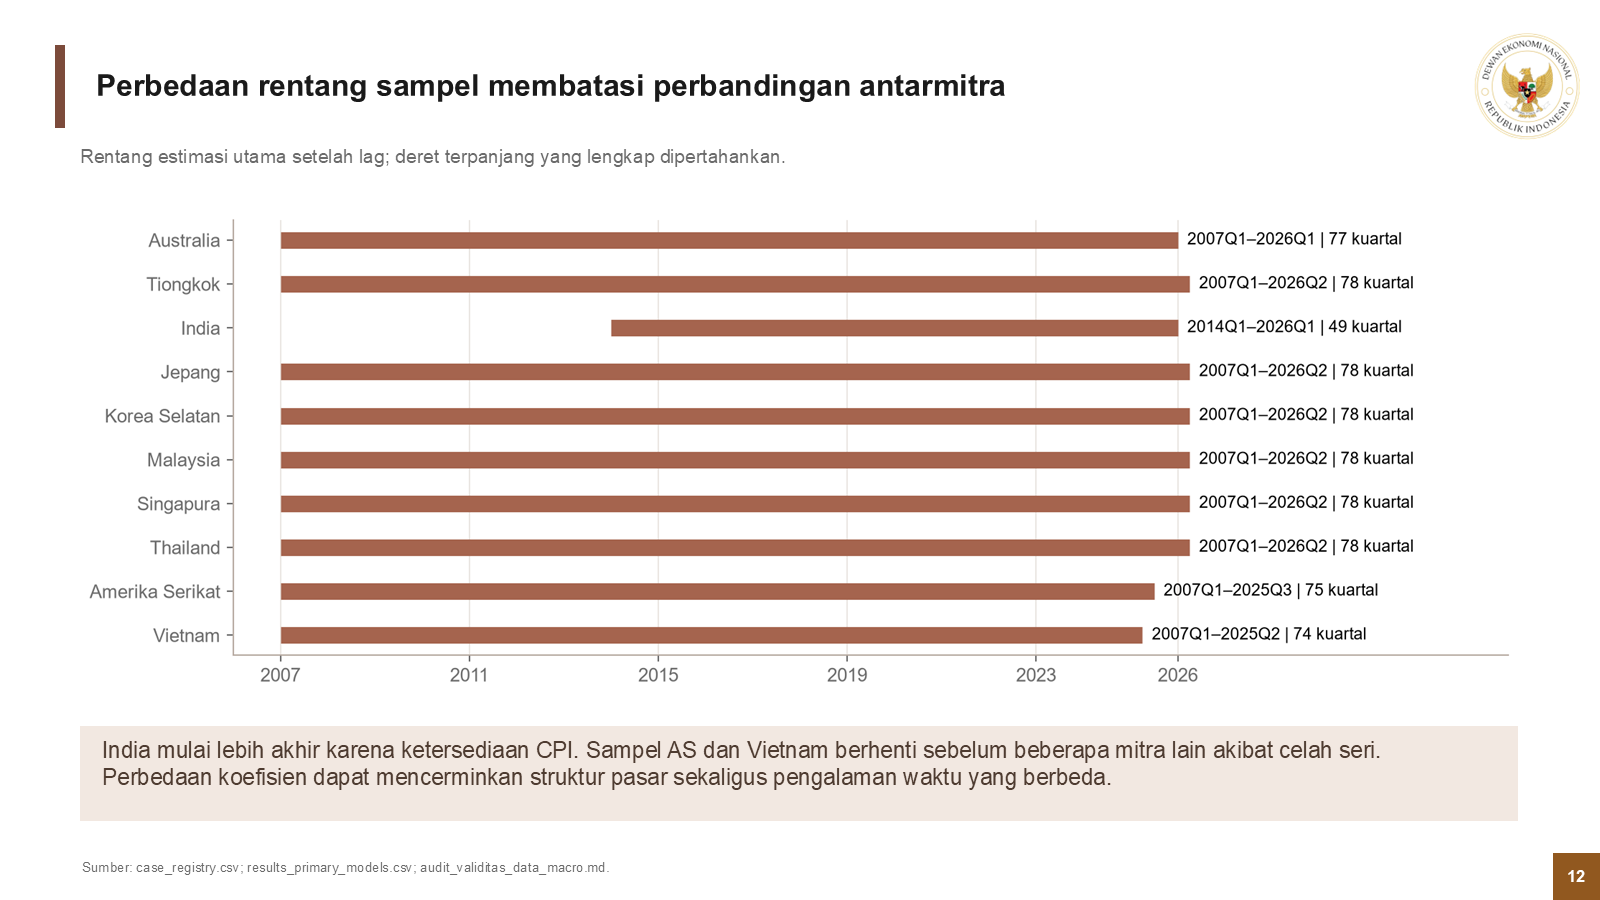 Perbedaan rentang sampel membatasi perbandingan antarmitra
DEWAN EKONOMI NASIONAL
REPUBLIK INDONESIA
Rentang estimasi utama setelah lag; deret terpanjang yang lengkap dipertahankan.
Australia 2007Q1–2026Q1 | 77 kuartal
Tiongkok 2007Q1–2026Q2 | 78 kuartal
India 2014Q1–2026Q1 | 49 kuartal
Jepang 2007Q1–2026Q2 | 78 kuartal
Korea Selatan 2007Q1–2026Q2 | 78 kuartal
Malaysia 2007Q1–2026Q2 | 78 kuartal
Singapura 2007Q1–2026Q2 | 78 kuartal
Thailand 2007Q1–2026Q2 | 78 kuartal
Amerika Serikat 2007Q1–2025Q3 | 75 kuartal
Vietnam 2007Q1–2025Q2 | 74 kuartal
2007 2011 2015 2019 2023 2026
India mulai lebih akhir karena ketersediaan CPI. Sampel AS dan Vietnam berhenti sebelum beberapa mitra lain akibat celah seri.
Perbedaan koefisien dapat mencerminkan struktur pasar sekaligus pengalaman waktu yang berbeda.
Sumber: case_registry.csv; results_primary_models.csv; audit_validitas_data_macro.md.
12